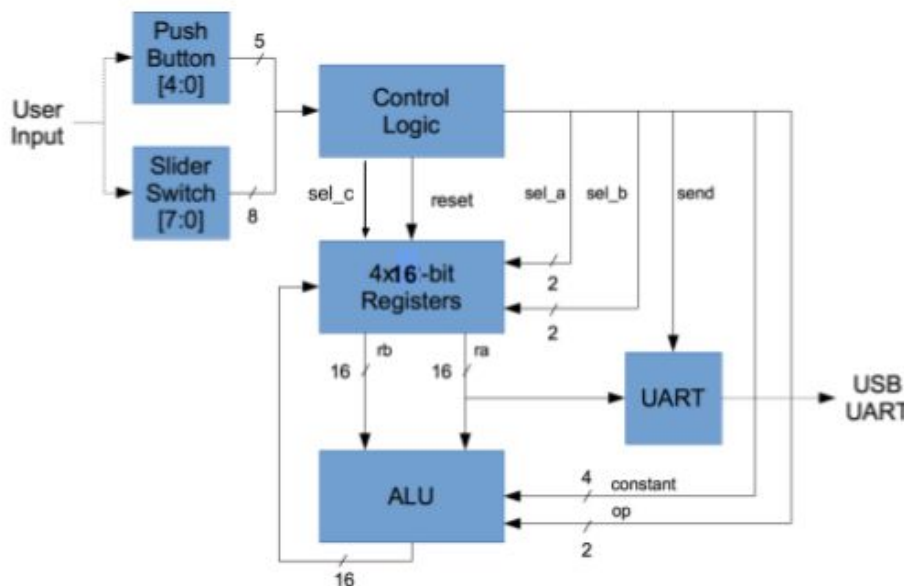 Push
Button
[4:0]
5
User
Input
Slider
Switch
[7:0]
8
Control
Logic
sel_c
reset
sel_a
sel_b
send
4x16-bit
Registers
2
2
rb
ra
16
16
UART
USB
UART
ALU
4
constant
op
2
16